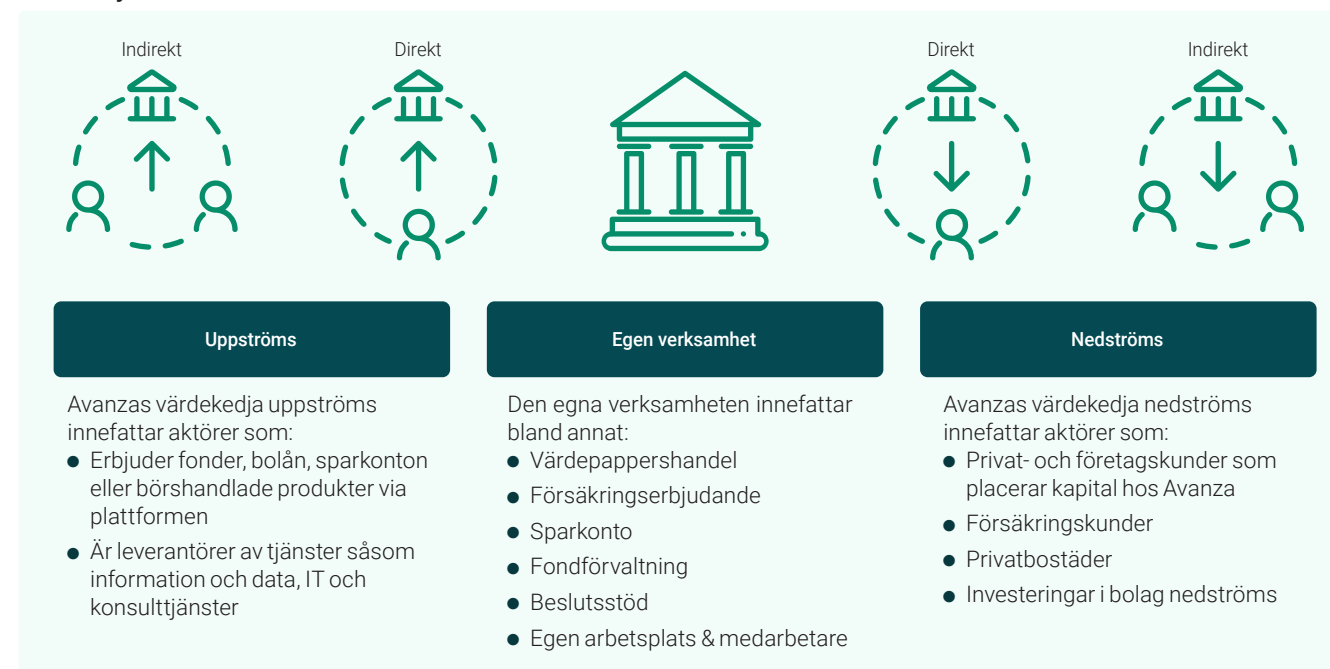 Indirekt
Direkt
Direkt
Indirekt
Uppströms
Avanzas värdekedja uppströms
innefattar aktörer som:
● Erbjuder fonder, bolån, sparkonton
eller börshandlade produkter via
plattformen
● Är leverantörer av tjänster såsom
information och data, IT och
konsulttjänster
Egen verksamhet
Den egna verksamheten innefattar
bland annat:
● Värdepappershandel
● Försäkringserbjudande
● Sparkonto
● Fondförvaltning
● Beslutsstöd
● Egen arbetsplats & medarbetare
Nedströms
Avanzas värdekedja nedströms
innefattar aktörer som:
● Privat- och företagskunder som
placerar kapital hos Avanza
● Försäkringskunder
● Privatbostäder
● Investeringar i bolag nedströms